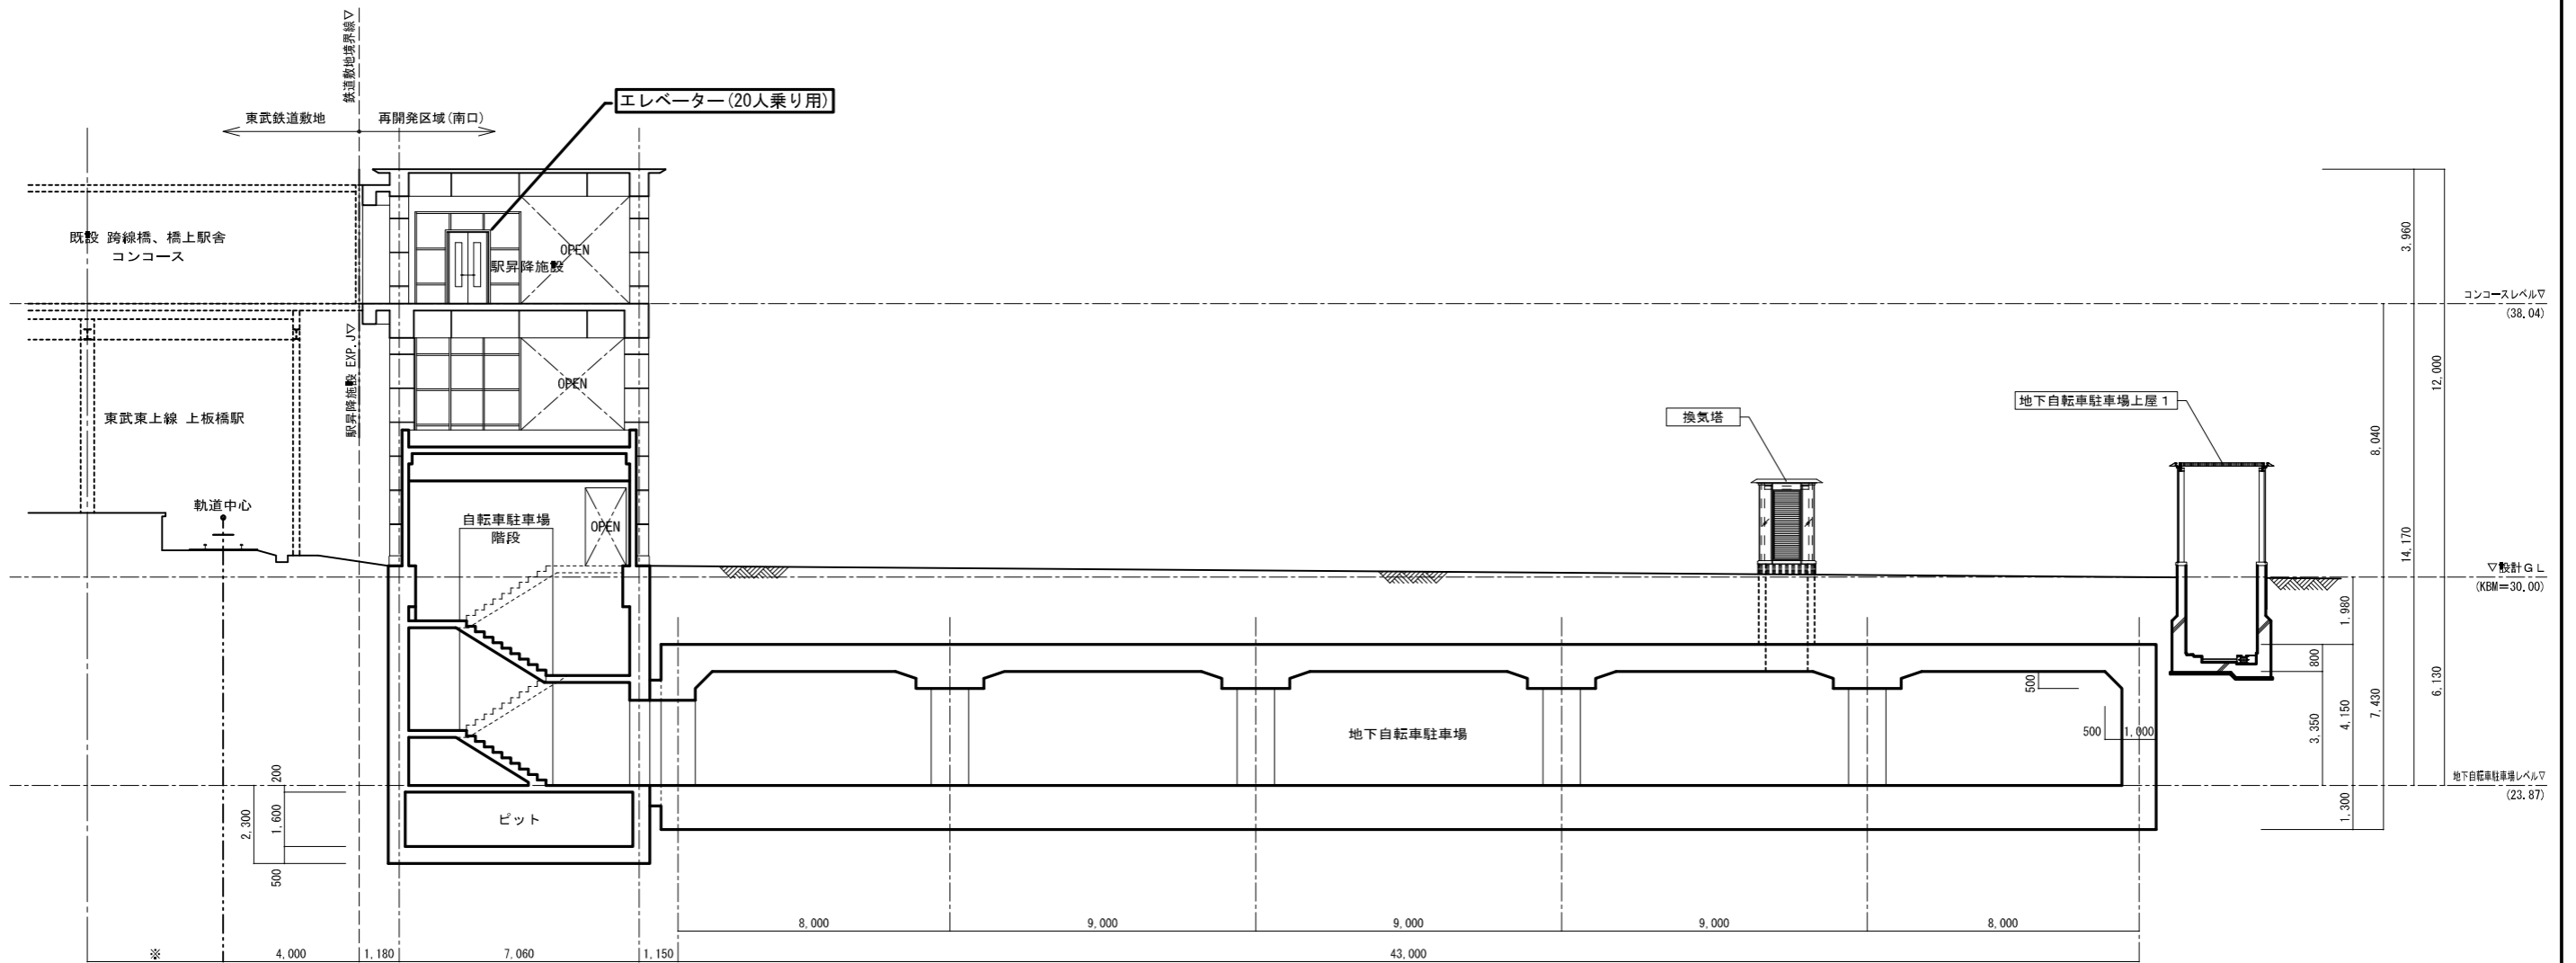 鉄道敷地境界線▽
エレベーター(20人乗り用)
東武鉄道敷地
再開発区域(南口)
既設 跨線橋、橋上駅舎
コンコース
OPEN
駅昇降施設
3,960
コンコースレベル▽
(38.04)
駅昇降施設 EXP.J▽
OPEN
12,000
東武東上線 上板橋駅
換気塔
地下自転車駐車場上屋1
8,040
軌道中心
自転車駐車場
階段
OPEN
14,170
▽設計GL
(KBM=30.00)
1,980
800
500
6,130
7,430
4,150
3,350
地下自転車駐車場
500
1,000
200
地下自転車駐車場レベル▽
(23.87)
2,300
1,600
ピット
1,300
500
8,000
9,000
9,000
9,000
8,000
※
4,000
1,180
7,060
1,150
43,000